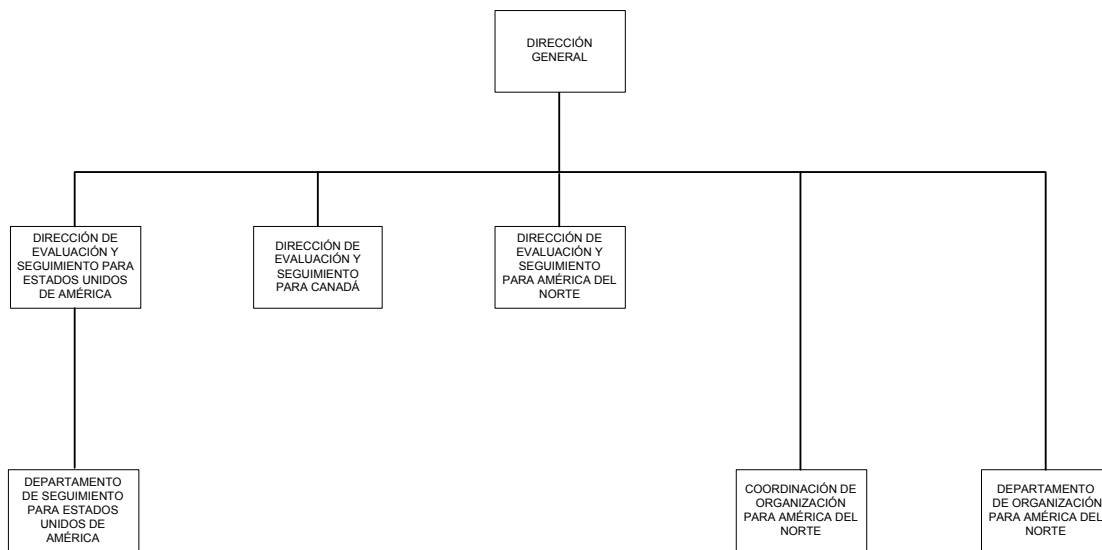 DIRECCIÓN
GENERAL
DIRECCIÓN DE
EVALUACIÓN Y
SEGUIMIENTO PARA
ESTADOS UNIDOS
DE AMÉRICA
DIRECCIÓN DE
EVALUACIÓN Y
SEGUIMIENTO
PARA CANADÁ
DIRECCIÓN DE
EVALUACIÓN Y
SEGUIMIENTO
PARA AMÉRICA DEL
NORTE
DEPARTAMENTO
DE SEGUIMIENTO
PARA ESTADOS
UNIDOS DE
AMÉRICA
COORDINACIÓN DE
ORGANIZACIÓN
PARA AMÉRICA DEL
NORTE
DEPARTAMENTO
DE ORGANIZACIÓN
PARA AMÉRICA DEL
NORTE